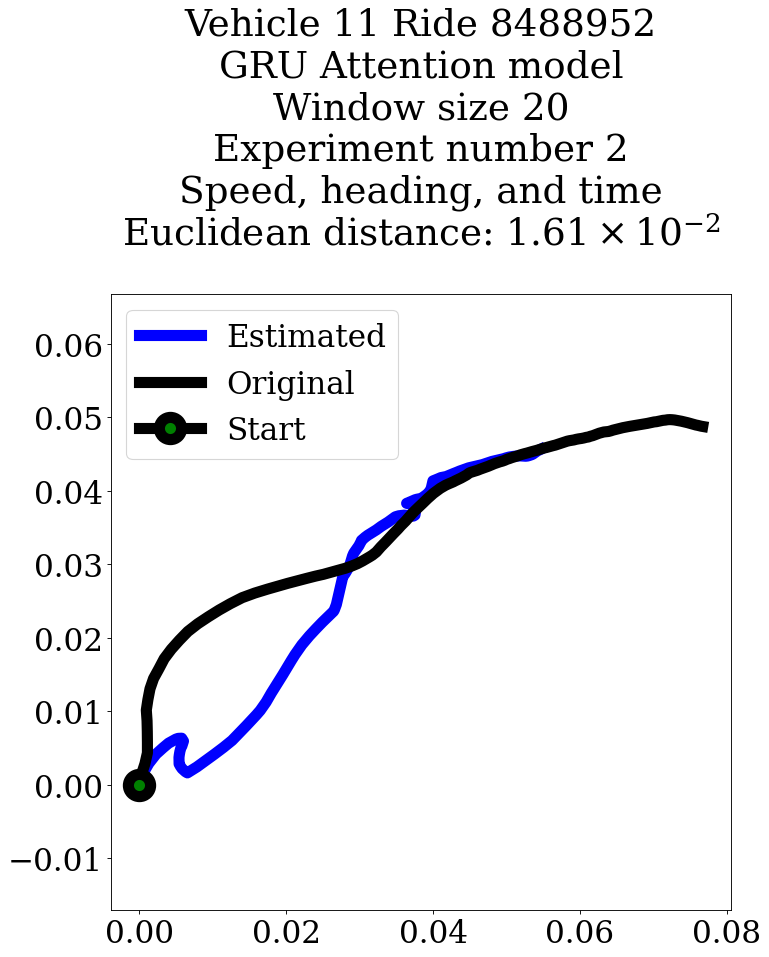 Vehicle 11 Ride 8488952
GRU Attention model
Window size 20
Experiment number 2
Speed, heading, and time
Euclidean distance: 1.61 × 10⁻²
Estimated
Original
Start
0.06
0.05
0.04
0.03
0.02
0.01
0.00
−0.01
0.00 0.02 0.04 0.06 0.08